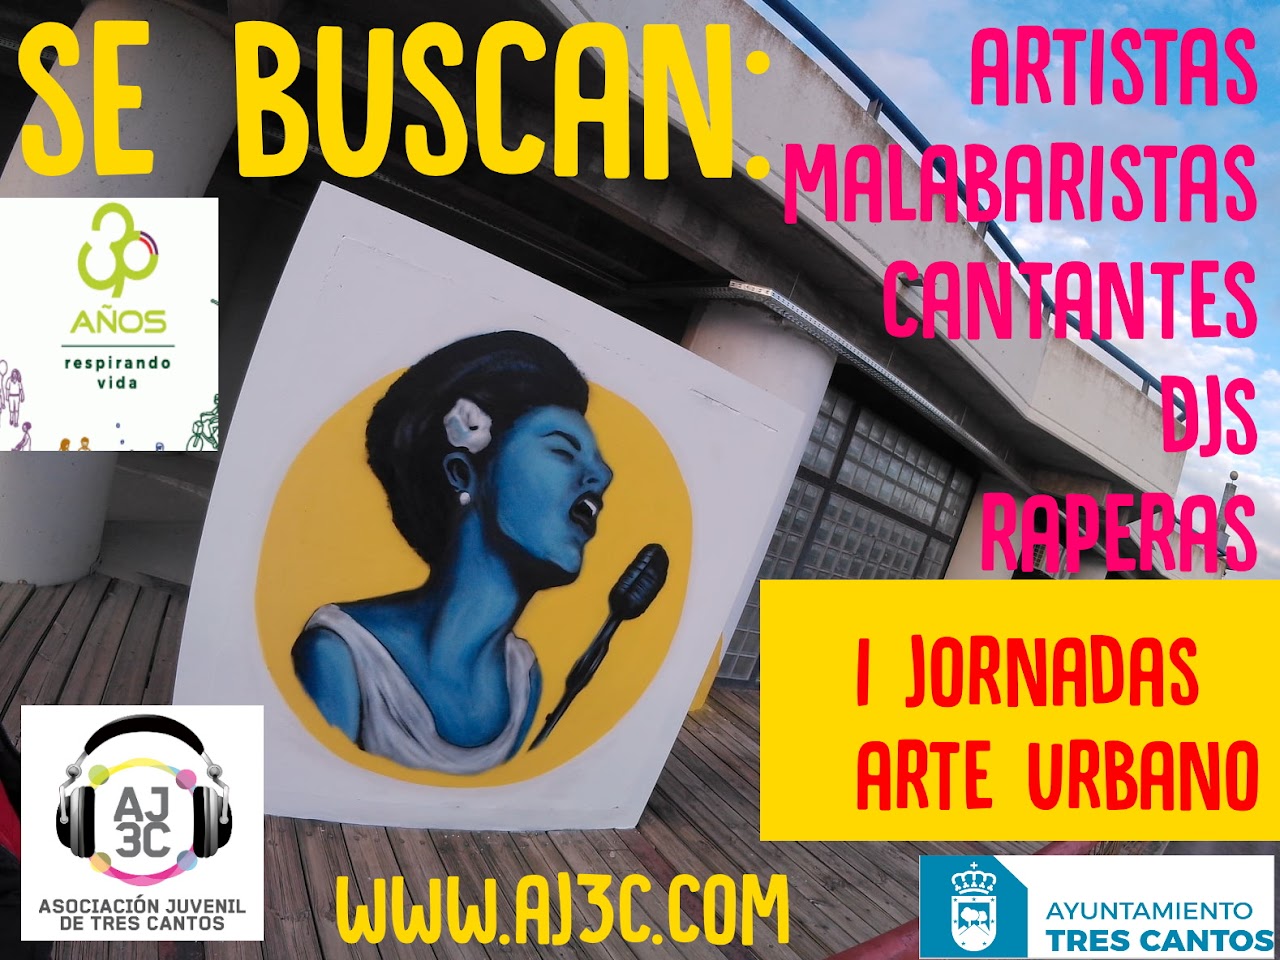 SE BUSCAN:
ARTISTAS
MALABARISTAS
CANTANTES
DJS
RAPERAS
30
AÑOS
respirando
vida
I JORNADAS
ARTE URBANO
AJ
3C
ASOCIACIÓN JUVENIL
DE TRES CANTOS
WWW.AJ3C.COM
AYUNTAMIENTO
TRES CANTOS